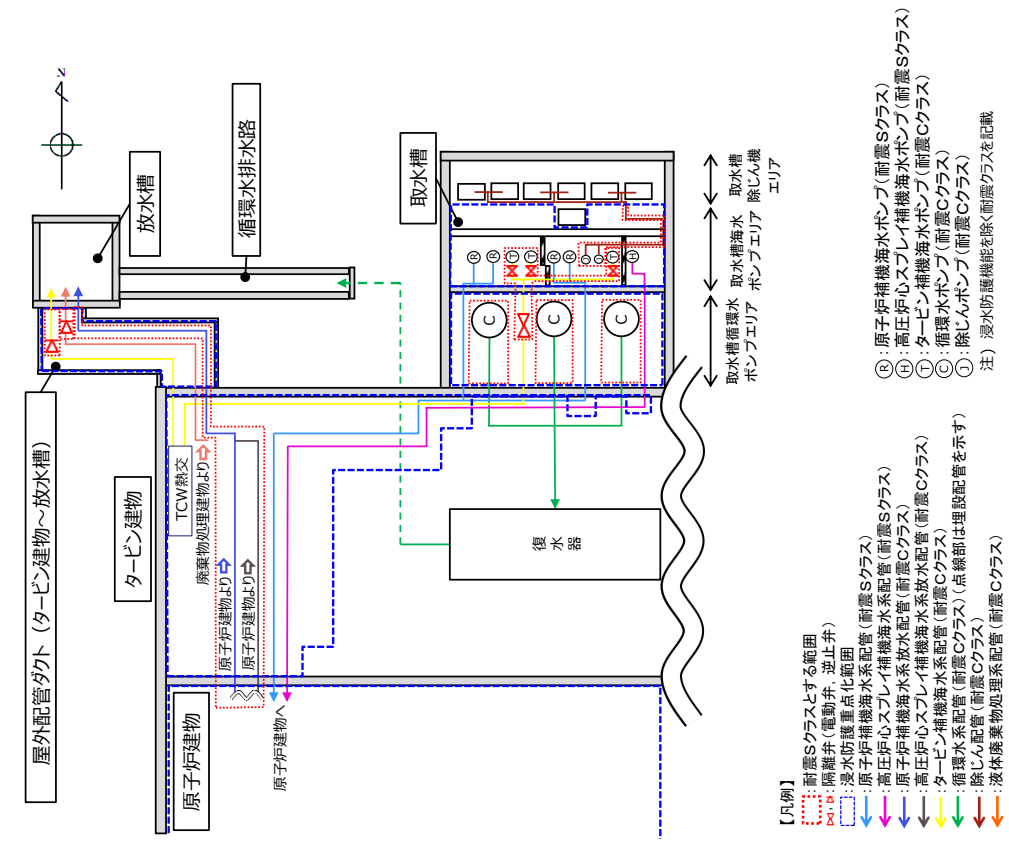 N
放水槽
循環水排水路
取水槽
取水槽
除じん機
エリア
取水槽海水
ポンプエリア
取水槽循環水
ポンプエリア
R
R
T
T
R
R
J
J
T
H
C
C
C
屋外配管ダクト（タービン建物～放水槽）
タービン建物
原子炉建物
TCW熱交
廃棄物処理建物より
原子炉建物より
原子炉建物より
原子炉建物へ
復水器
【凡例】
：耐震Sクラスとする範囲
：隔離弁（電動弁，逆止弁）
：浸水防護重点化範囲
：原子炉補機海水系配管（耐震Sクラス）
：高圧炉心スプレイ補機海水系配管（耐震Sクラス）
：原子炉補機海水系放水配管（耐震Cクラス）
：高圧炉心スプレイ補機海水系放水配管（耐震Cクラス）
：タービン補機海水系配管（耐震Cクラス）
：循環水系配管（耐震Cクラス）（点線部は埋設配管を示す）
：除じん配管（耐震Cクラス）
：液体廃棄物処理系配管（耐震Cクラス）
Ⓡ：原子炉補機海水ポンプ（耐震Sクラス）
Ⓗ：高圧炉心スプレイ補機海水ポンプ（耐震Sクラス）
Ⓣ：タービン補機海水ポンプ（耐震Cクラス）
Ⓒ：循環水ポンプ（耐震Cクラス）
Ⓙ：除じんポンプ（耐震Cクラス）
注）浸水防護機能を除く耐震クラスを記載